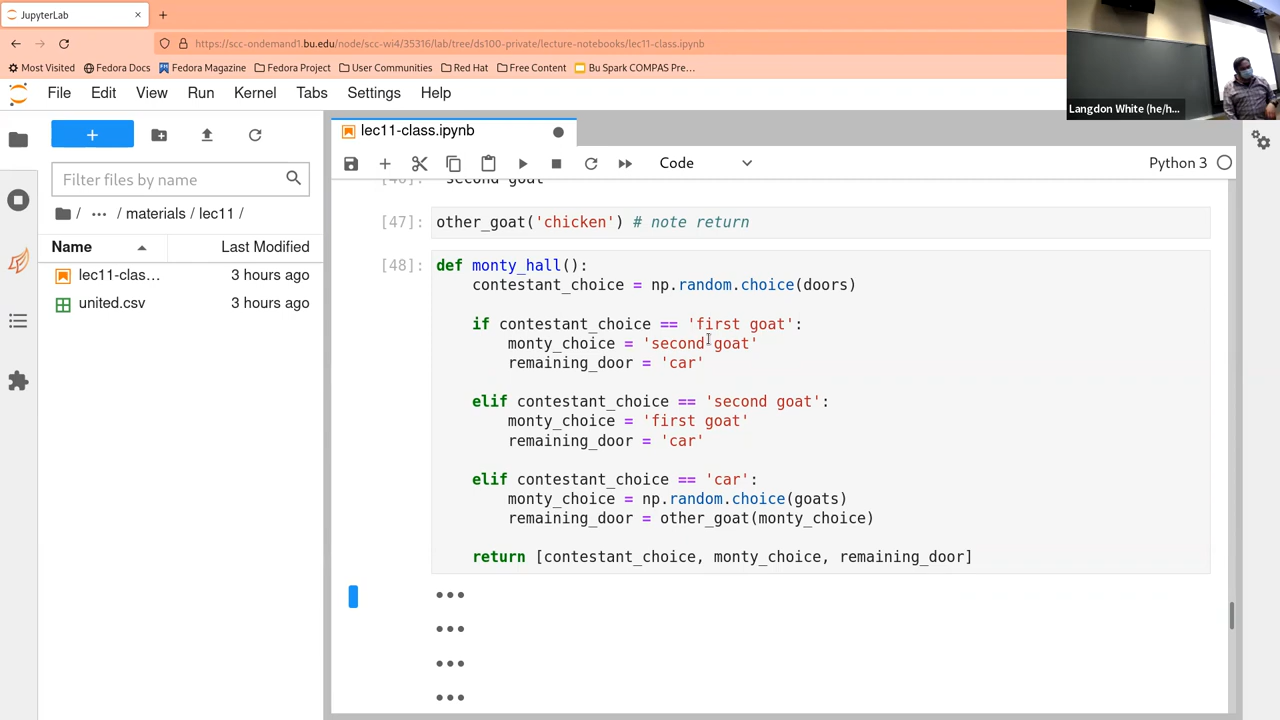 JupyterLab
https://scc-ondemand1.bu.edu/node/scc-wi4/35316/lab/tree/ds100-private/lecture-notebooks/lec11-class.ipynb
Most Visited Fedora Docs Fedora Magazine Fedora Project User Communities Red Hat Free Content Bu Spark COMPAS Pre…
Langdon White (he/h...
File Edit View Run Kernel Tabs Settings Help
lec11-class.ipynb
Code
Python 3
Filter files by name
/ ··· / materials / lec11 /
Name Last Modified
lec11-clas… 3 hours ago
united.csv 3 hours ago
second goat
[47]: other_goat('chicken') # note return
[48]: def monty_hall():
contestant_choice = np.random.choice(doors)
if contestant_choice == 'first goat':
monty_choice = 'second goat'
remaining_door = 'car'
elif contestant_choice == 'second goat':
monty_choice = 'first goat'
remaining_door = 'car'
elif contestant_choice == 'car':
monty_choice = np.random.choice(goats)
remaining_door = other_goat(monty_choice)
return [contestant_choice, monty_choice, remaining_door]